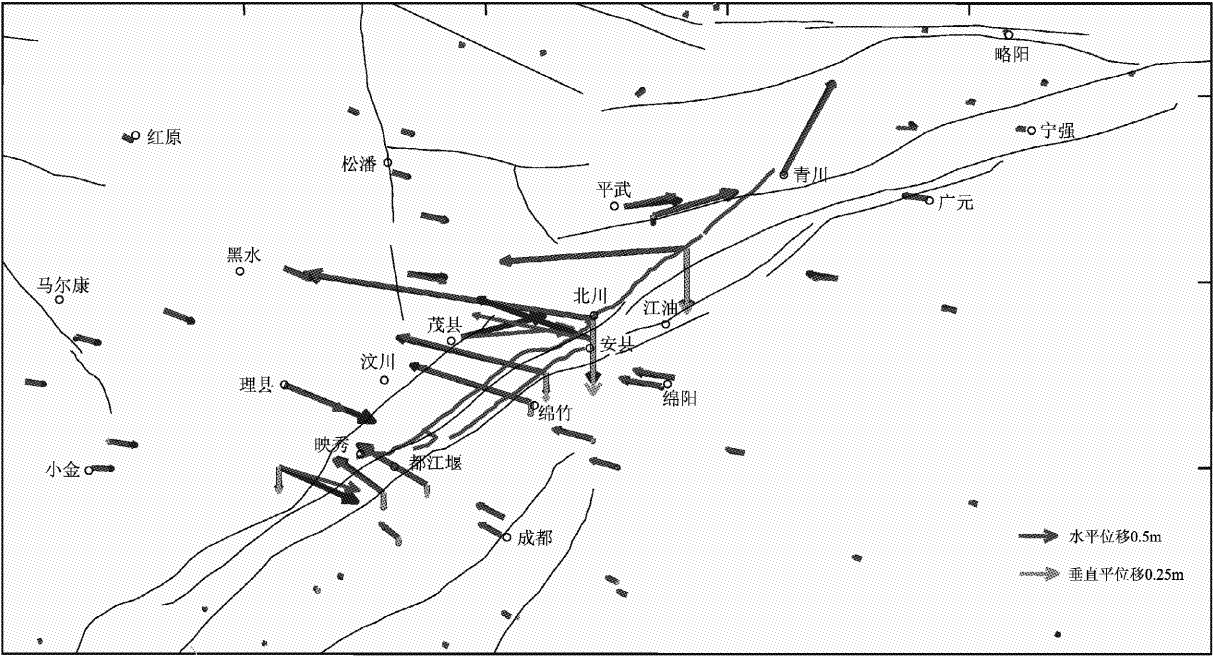 略阳
红原
宁强
松潘
青川
平武
广元
黑水
马尔康
北川
江油
茂县
安县
汶川
理县
绵阳
绵竹
映秀
都江堰
小金
成都
水平位移0.5m
垂直平位移0.25m